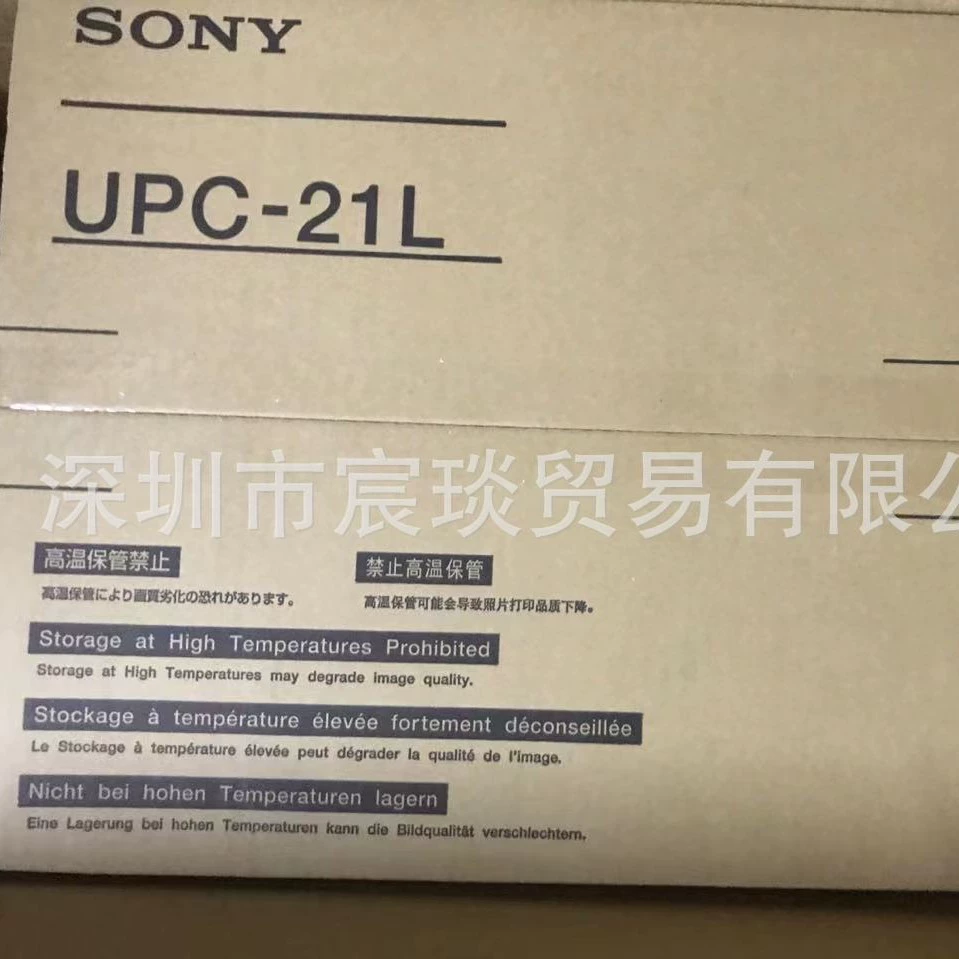 SONY
UPC-21L
深圳市宸琰贸易有限公
高温保管禁止
高温保管により画質劣化の恐れがあります。
禁止高温保管
高温保管可能会导致照片打印品质下降。
Storage at High Temperatures Prohibited
Storage at High Temperatures may degrade image quality.
Stockage à température élevée fortement déconseillée
Le Stockage à température élevée peut dégrader la qualité de l'image.
Nicht bei hohen Temperaturen lagern
Eine Lagerung bei hohen Temperaturen kann die Bildqualität verschlechtern.